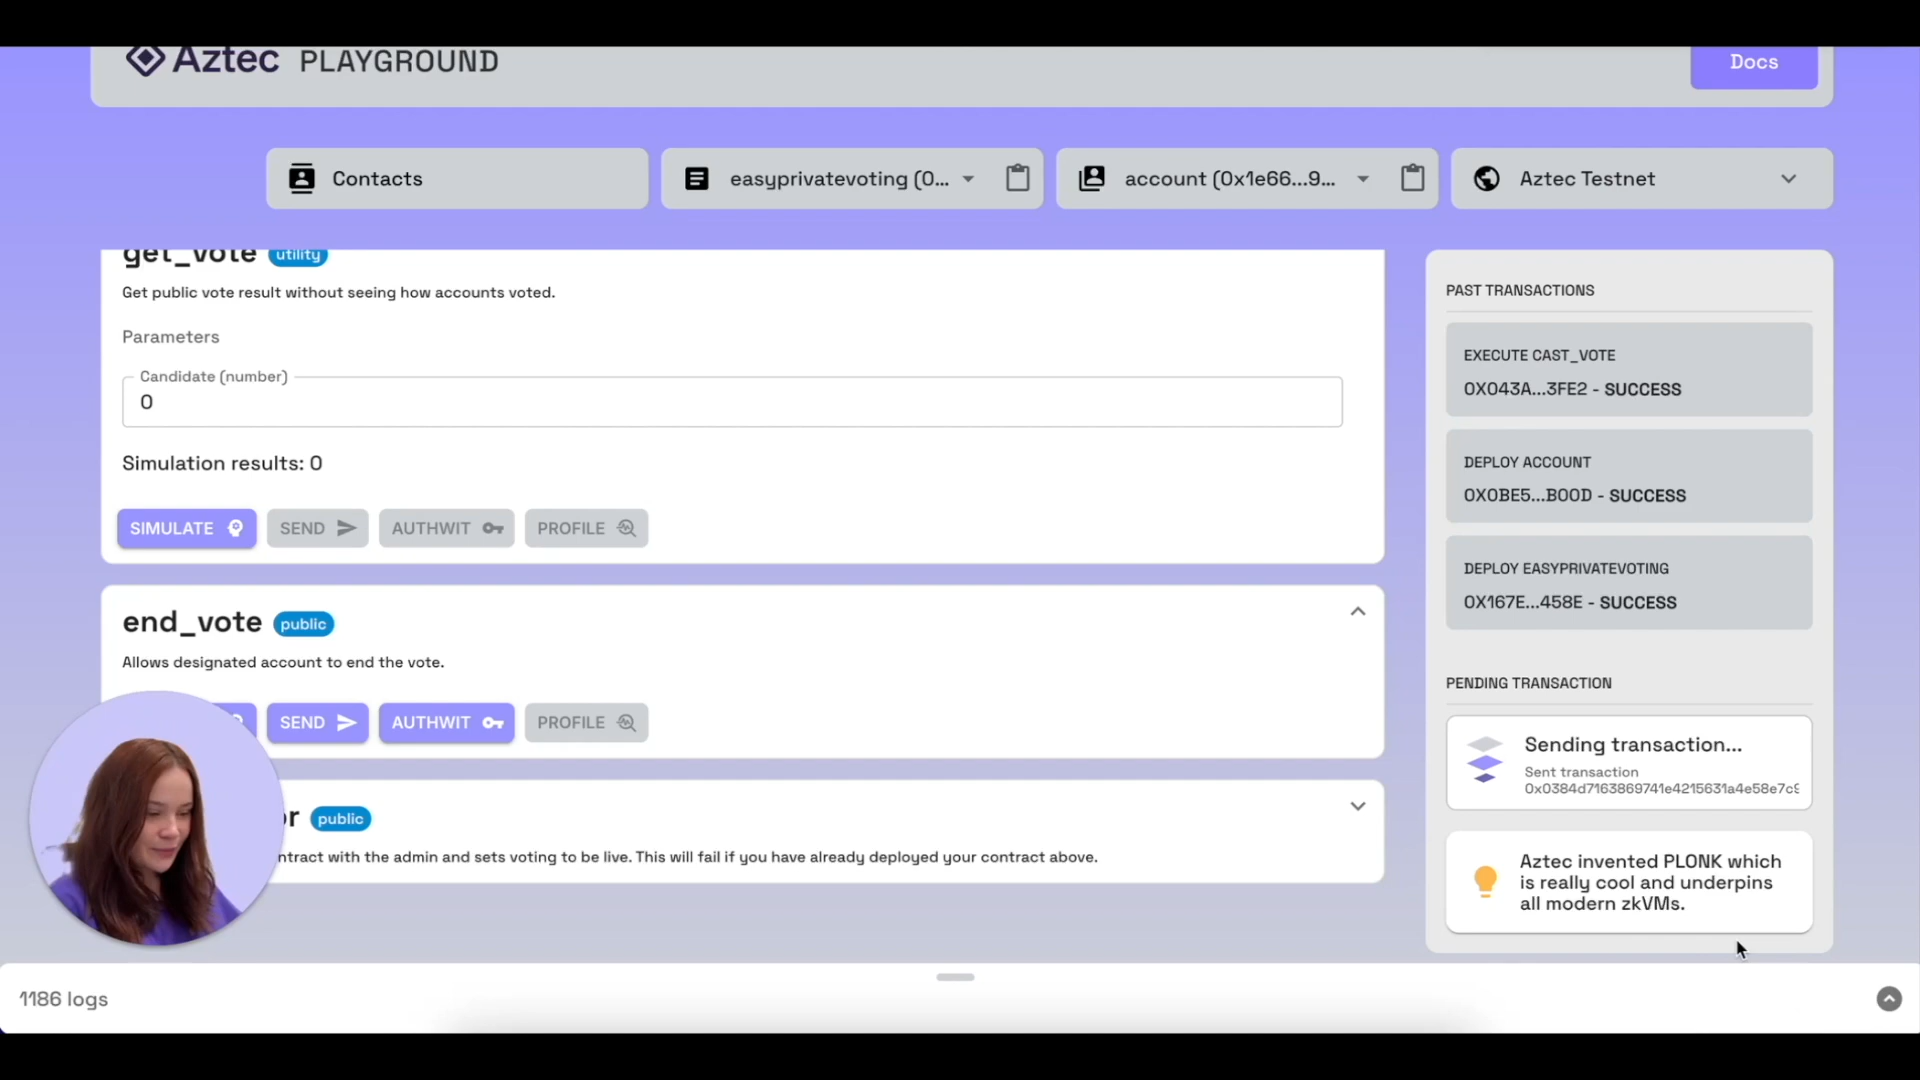 Aztec PLAYGROUND
Docs
Contacts
easyprivatevoting (0...
account (0x1e66...9...
Aztec Testnet
get_vote utility
Get public vote result without seeing how accounts voted.
Parameters
Candidate (number)
0
Simulation results: 0
SIMULATE
SEND
AUTHWIT
PROFILE
end_vote public
Allows designated account to end the vote.
SEND
AUTHWIT
PROFILE
public
contract with the admin and sets voting to be live. This will fail if you have already deployed your contract above.
PAST TRANSACTIONS
EXECUTE CAST_VOTE
0X043A...3FE2 - SUCCESS
DEPLOY ACCOUNT
0X0BE5...B00D - SUCCESS
DEPLOY EASYPRIVATEVOTING
0X167E...458E - SUCCESS
PENDING TRANSACTION
Sending transaction...
Sent transaction
0x0384d7163869741e4215631a4e58e7c9
Aztec invented PLONK which
is really cool and underpins
all modern zkVMs.
1186 logs